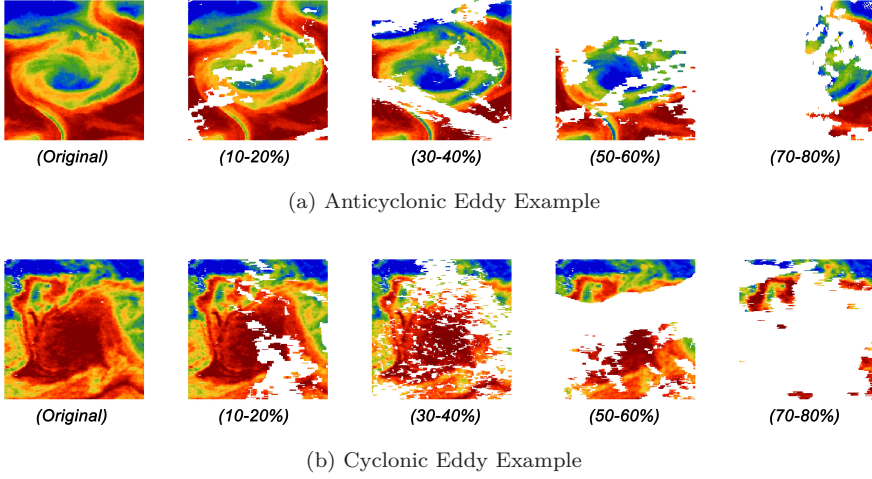 (Original) (10-20%) (30-40%) (50-60%) (70-80%)
(a) Anticyclonic Eddy Example
(Original) (10-20%) (30-40%) (50-60%) (70-80%)
(b) Cyclonic Eddy Example